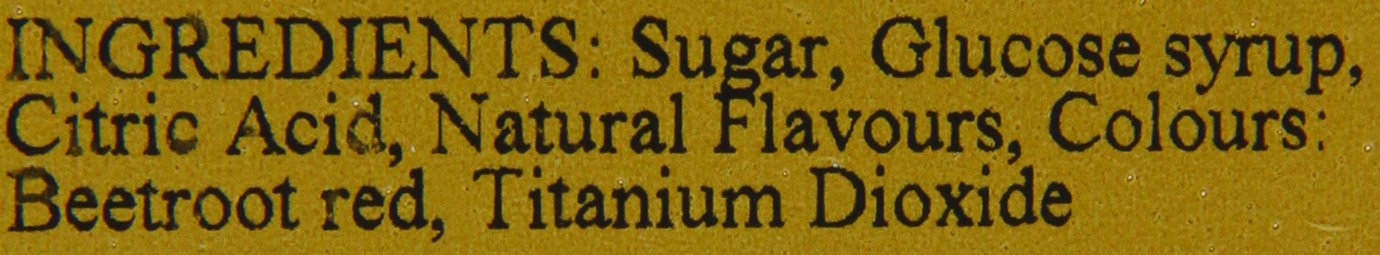 INGREDIENTS: Sugar, Glucose syrup,
Citric Acid, Natural Flavours, Colours:
Beetroot red, Titanium Dioxide